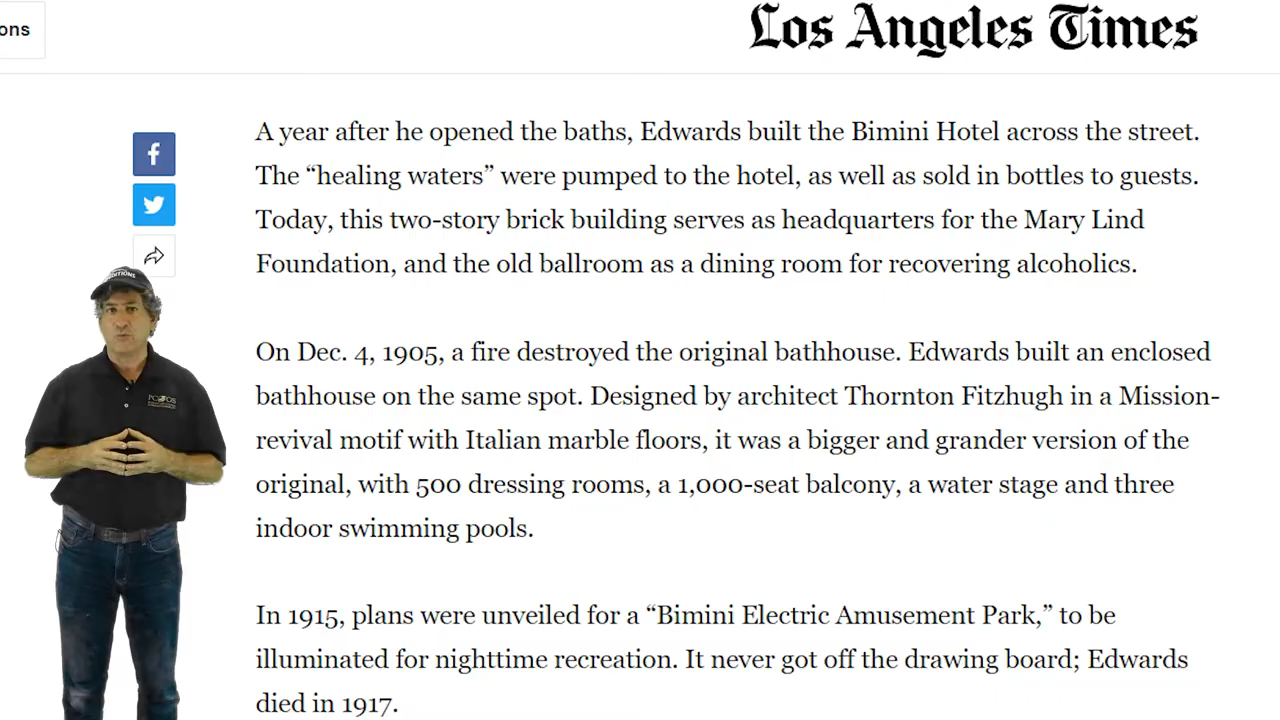 ons
Los Angeles Times
A year after he opened the baths, Edwards built the Bimini Hotel across the street.
The “healing waters” were pumped to the hotel, as well as sold in bottles to guests.
Today, this two-story brick building serves as headquarters for the Mary Lind
Foundation, and the old ballroom as a dining room for recovering alcoholics.
On Dec. 4, 1905, a fire destroyed the original bathhouse. Edwards built an enclosed
bathhouse on the same spot. Designed by architect Thornton Fitzhugh in a Mission-
revival motif with Italian marble floors, it was a bigger and grander version of the
original, with 500 dressing rooms, a 1,000-seat balcony, a water stage and three
indoor swimming pools.
In 1915, plans were unveiled for a “Bimini Electric Amusement Park,” to be
illuminated for nighttime recreation. It never got off the drawing board; Edwards
died in 1917.